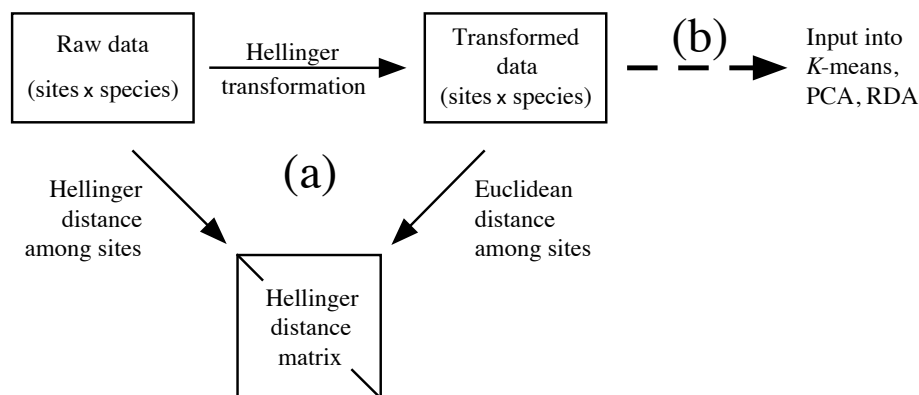 Raw data
(sites x species)
Hellinger
transformation
Transformed
data
(sites x species)
(b)
Input into
K-means,
PCA, RDA
(a)
Hellinger
distance
among sites
Euclidean
distance
among sites
Hellinger
distance
matrix